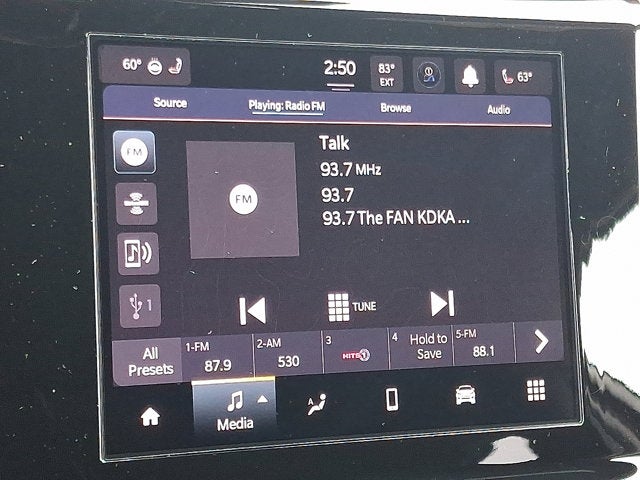 60°
2:50
83°
EXT
63°
Source
Playing: Radio FM
Browse
Audio
FM
Talk
93.7 MHz
FM
93.7
93.7 The FAN KDKA ...
1
TUNE
All
Presets
1-FM
87.9
2-AM
530
3
HITS 1
4
Hold to
Save
5-FM
88.1
A
Media